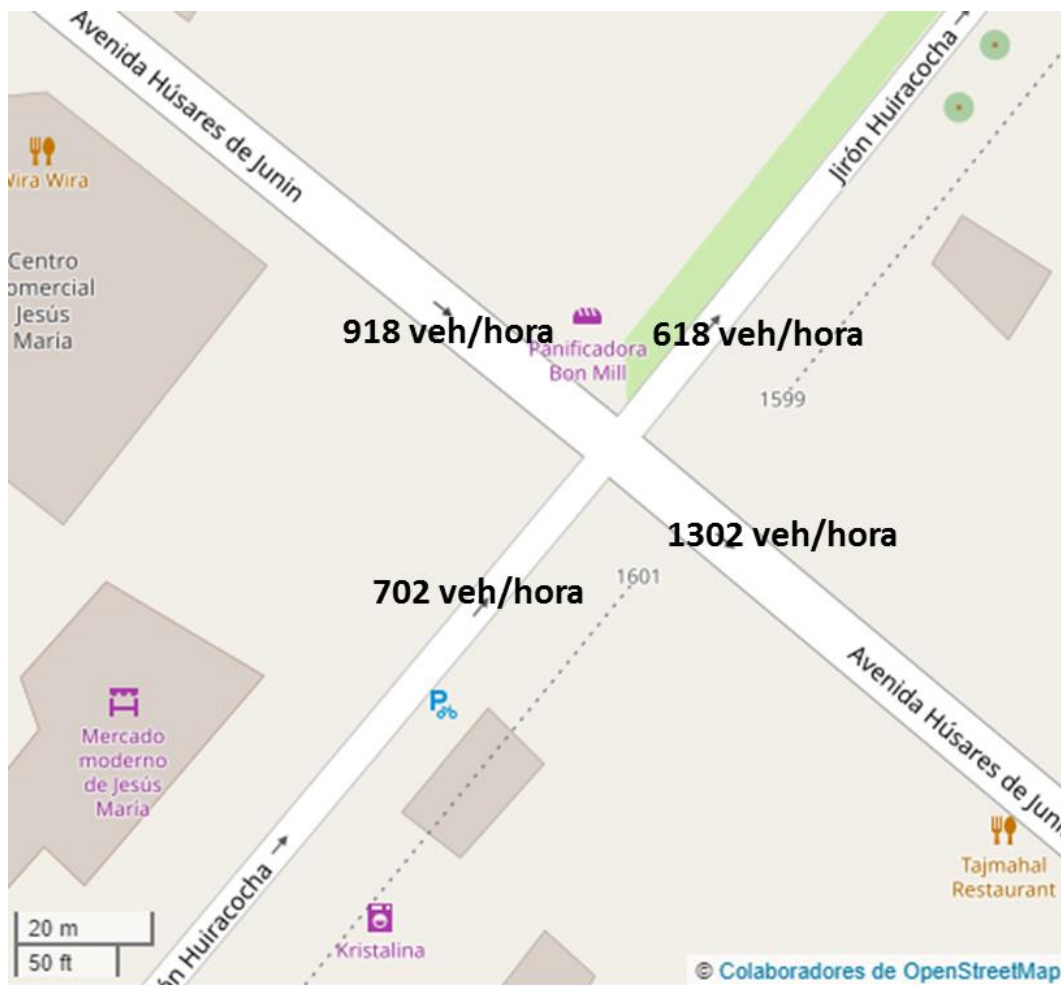 Avenida Húsares de Junín
Jirón Huiracocha
Wira Wira
Centro
Comercial
Jesús
María
918 veh/hora
Panificadora
Bon Mill
618 veh/hora
1599
1302 veh/hora
1601
702 veh/hora
Avenida Húsares de Junín
Mercado
moderno
de Jesús
María
P
Tajmahal
Restaurant
Jirón Huiracocha
Kristalina
20 m
50 ft
© Colaboradores de OpenStreetMap